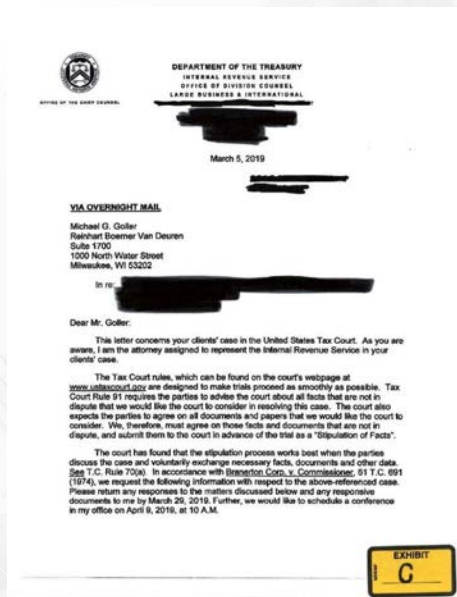 DEPARTMENT OF THE TREASURY
INTERNAL REVENUE SERVICE
OFFICE OF DIVISION COUNSEL
LARGE BUSINESS & INTERNATIONAL
OFFICE OF THE CHIEF COUNSEL
March 5, 2019
VIA OVERNIGHT MAIL
Michael G. Goller
Reinhart Boerner Van Deuren
Suite 1700
1000 North Water Street
Milwaukee, WI 53202
In re:
Dear Mr. Goller:
This letter concerns your clients' case in the United States Tax Court. As you are
aware, I am the attorney assigned to represent the Internal Revenue Service in your
clients' case.
The Tax Court rules, which can be found on the court's webpage at
www.ustaxcourt.gov are designed to make trials proceed as smoothly as possible. Tax
Court Rule 91 requires the parties to advise the court about all facts that are not in
dispute that we would like the court to consider in resolving this case. The court also
expects the parties to agree on all documents and papers that we would like the court to
consider. We, therefore, must agree on those facts and documents that are not in
dispute, and submit them to the court in advance of the trial as a "Stipulation of Facts".
The court has found that the stipulation process works best when the parties
discuss the case and voluntarily exchange necessary facts, documents and other data.
See T.C. Rule 70(a). In accordance with Branerton Corp. v. Commissioner, 61 T.C. 691
(1974), we request the following information with respect to the above-referenced case.
Please return any responses to the matters discussed below and any responsive
documents to me by March 29, 2019. Further, we would like to schedule a conference
in my office on April 9, 2019, at 10 A.M.
EXHIBIT
C